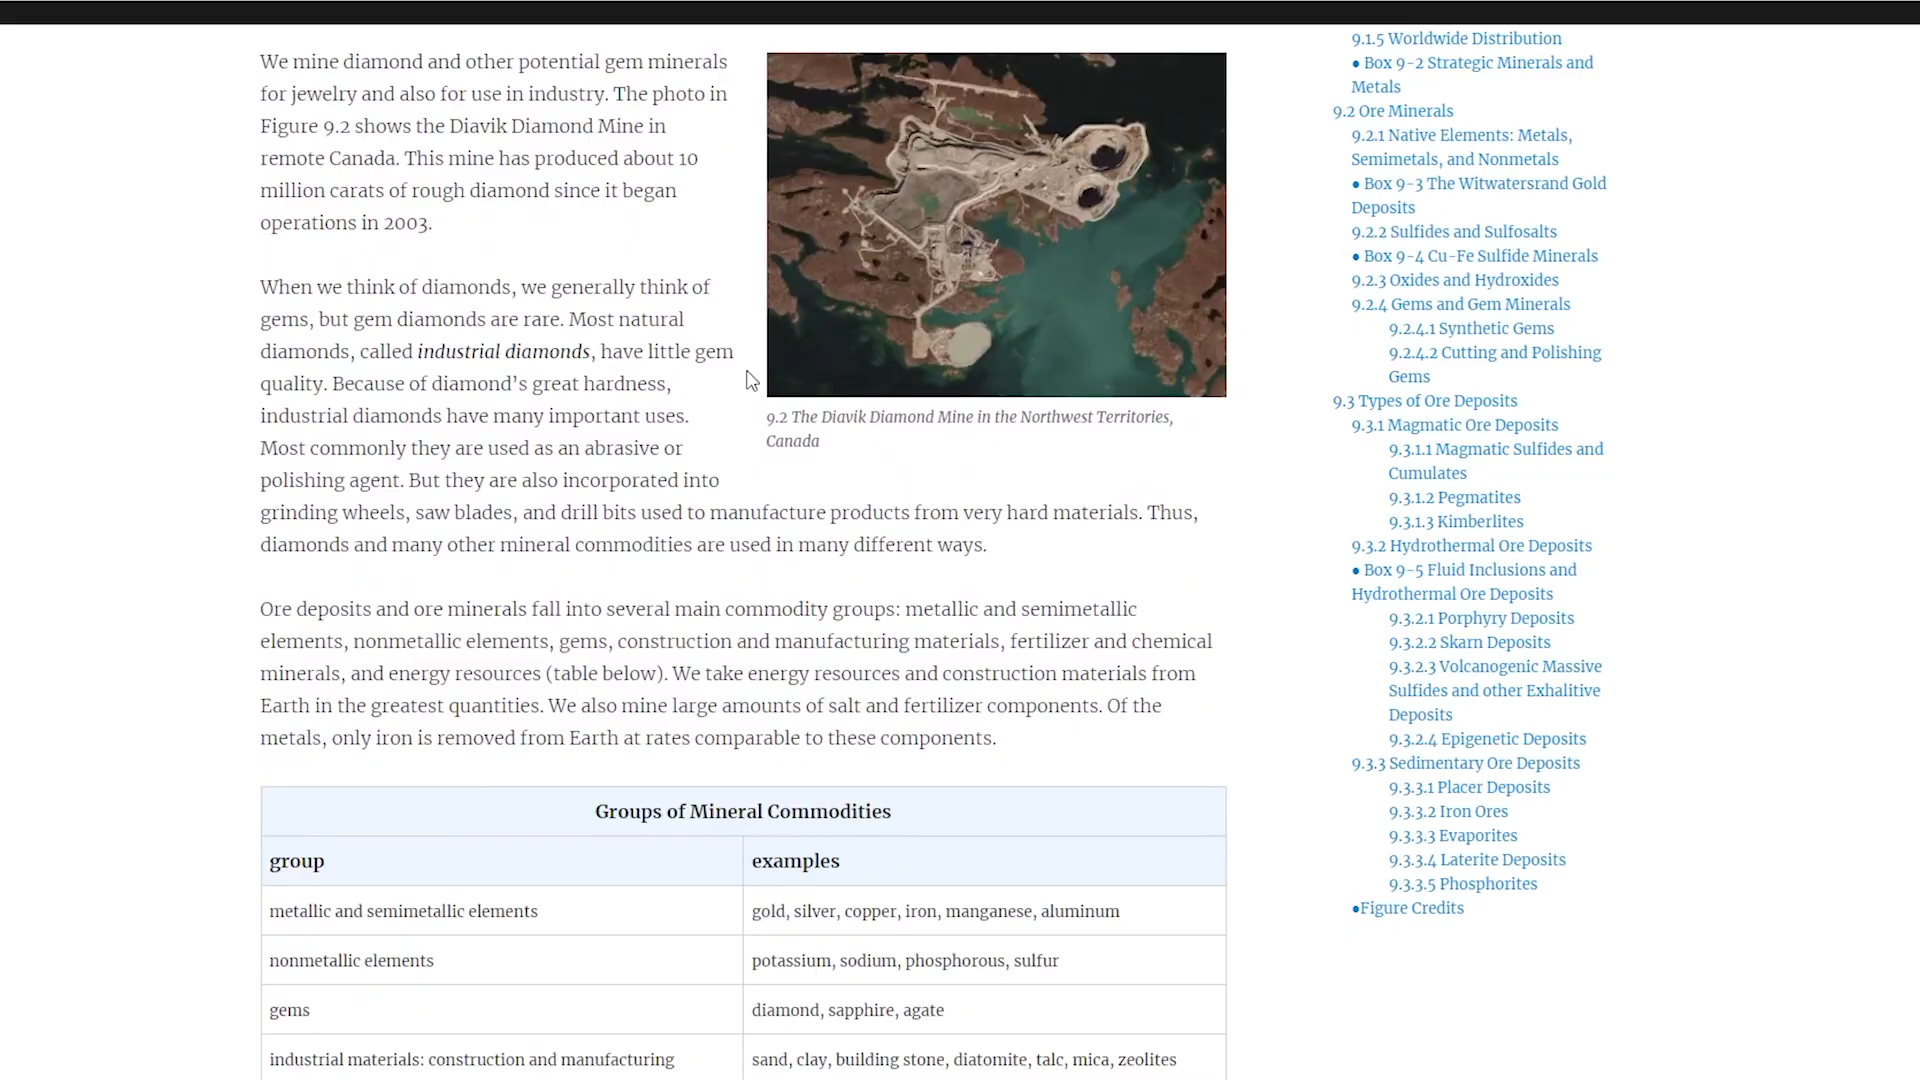 We mine diamond and other potential gem minerals
for jewelry and also for use in industry. The photo in
Figure 9.2 shows the Diavik Diamond Mine in
remote Canada. This mine has produced about 10
million carats of rough diamond since it began
operations in 2003.
When we think of diamonds, we generally think of
gems, but gem diamonds are rare. Most natural
diamonds, called industrial diamonds, have little gem
quality. Because of diamond's great hardness,
industrial diamonds have many important uses.
Most commonly they are used as an abrasive or
polishing agent. But they are also incorporated into
grinding wheels, saw blades, and drill bits used to manufacture products from very hard materials. Thus,
diamonds and many other mineral commodities are used in many different ways.
9.2 The Diavik Diamond Mine in the Northwest Territories,
Canada
Ore deposits and ore minerals fall into several main commodity groups: metallic and semimetallic
elements, nonmetallic elements, gems, construction and manufacturing materials, fertilizer and chemical
minerals, and energy resources (table below). We take energy resources and construction materials from
Earth in the greatest quantities. We also mine large amounts of salt and fertilizer components. Of the
metals, only iron is removed from Earth at rates comparable to these components.
Groups of Mineral Commodities
group examples
metallic and semimetallic elements gold, silver, copper, iron, manganese, aluminum
nonmetallic elements potassium, sodium, phosphorous, sulfur
gems diamond, sapphire, agate
industrial materials: construction and manufacturing sand, clay, building stone, diatomite, talc, mica, zeolites
9.1.5 Worldwide Distribution
● Box 9-2 Strategic Minerals and
Metals
9.2 Ore Minerals
9.2.1 Native Elements: Metals,
Semimetals, and Nonmetals
● Box 9-3 The Witwatersrand Gold
Deposits
9.2.2 Sulfides and Sulfosalts
● Box 9-4 Cu-Fe Sulfide Minerals
9.2.3 Oxides and Hydroxides
9.2.4 Gems and Gem Minerals
9.2.4.1 Synthetic Gems
9.2.4.2 Cutting and Polishing
Gems
9.3 Types of Ore Deposits
9.3.1 Magmatic Ore Deposits
9.3.1.1 Magmatic Sulfides and
Cumulates
9.3.1.2 Pegmatites
9.3.1.3 Kimberlites
9.3.2 Hydrothermal Ore Deposits
● Box 9-5 Fluid Inclusions and
Hydrothermal Ore Deposits
9.3.2.1 Porphyry Deposits
9.3.2.2 Skarn Deposits
9.3.2.3 Volcanogenic Massive
Sulfides and other Exhalitive
Deposits
9.3.2.4 Epigenetic Deposits
9.3.3 Sedimentary Ore Deposits
9.3.3.1 Placer Deposits
9.3.3.2 Iron Ores
9.3.3.3 Evaporites
9.3.3.4 Laterite Deposits
9.3.3.5 Phosphorites
●Figure Credits